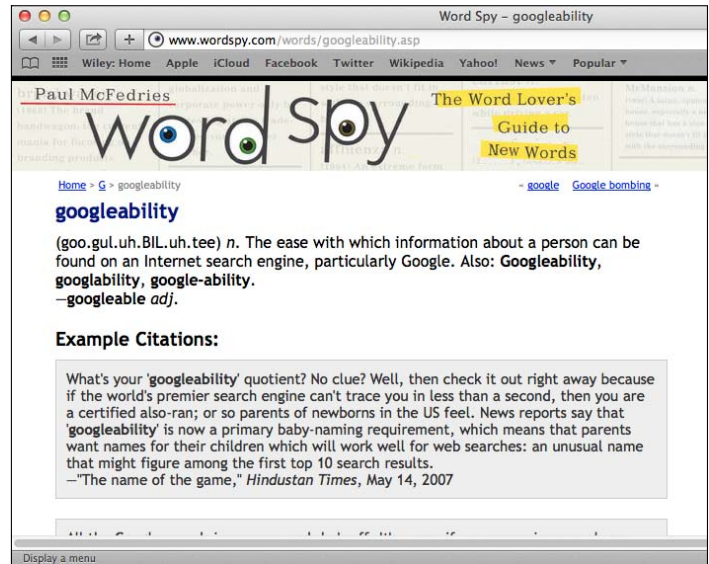 Word Spy – googleability
www.wordspy.com/words/googleability.asp
Wiley: Home Apple iCloud Facebook Twitter Wikipedia Yahoo! News ▾ Popular ▾
Paul McFedries
word spy
The Word Lover's
Guide to
New Words
Home > G > googleability
« google Google bombing »
googleability
(goo.gul.uh.BIL.uh.tee) n. The ease with which information about a person can be
found on an Internet search engine, particularly Google. Also: Googleability,
googlability, google-ability.
—googleable adj.
Example Citations:
What's your 'googleability' quotient? No clue? Well, then check it out right away because
if the world's premier search engine can't trace you in less than a second, then you are
a certified also-ran; or so parents of newborns in the US feel. News reports say that
'googleability' is now a primary baby-naming requirement, which means that parents
want names for their children which will work well for web searches: an unusual name
that might figure among the first top 10 search results.
—"The name of the game," Hindustan Times, May 14, 2007
Display a menu